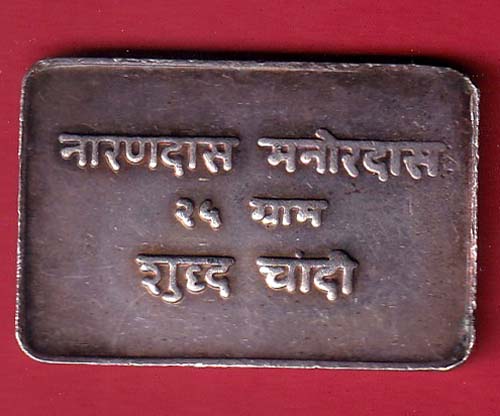 नारणदास मनोरदास
२५ ग्राम
शुद्द चांदी